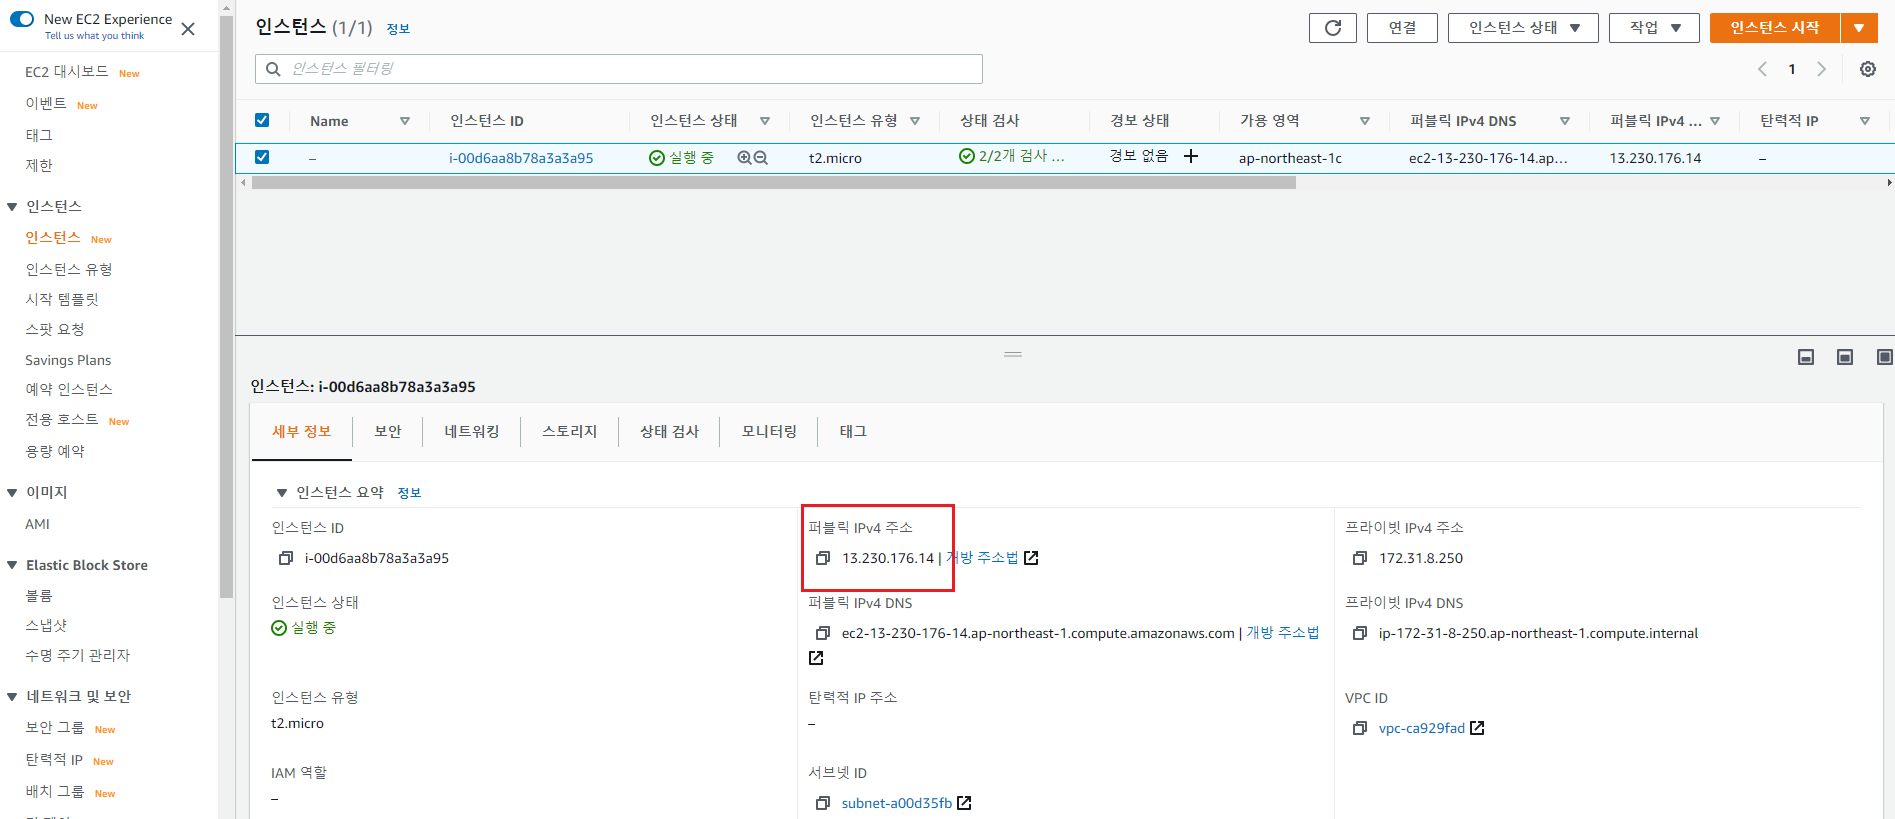 New EC2 Experience
Tell us what you think
EC2 대시보드 New
이벤트 New
태그
제한
인스턴스
인스턴스 New
인스턴스 유형
시작 템플릿
스팟 요청
Savings Plans
예약 인스턴스
전용 호스트 New
용량 예약
이미지
AMI
Elastic Block Store
볼륨
스냅샷
수명 주기 관리자
네트워크 및 보안
보안 그룹 New
탄력적 IP New
배치 그룹 New
인스턴스 (1/1) 정보
연결
인스턴스 상태
작업
인스턴스 시작
인스턴스 필터링
1
Name 인스턴스 ID 인스턴스 상태 인스턴스 유형 상태 검사 경보 상태 가용 영역 퍼블릭 IPv4 DNS 퍼블릭 IPv4 ... 탄력적 IP
– i-00d6aa8b78a3a3a95 실행 중 t2.micro 2/2개 검사 ... 경보 없음 + ap-northeast-1c ec2-13-230-176-14.ap... 13.230.176.14 –
인스턴스: i-00d6aa8b78a3a3a95
세부 정보 보안 네트워킹 스토리지 상태 검사 모니터링 태그
인스턴스 요약 정보
인스턴스 ID
i-00d6aa8b78a3a3a95
퍼블릭 IPv4 주소
13.230.176.14 | 개방 주소법
프라이빗 IPv4 주소
172.31.8.250
인스턴스 상태
실행 중
퍼블릭 IPv4 DNS
ec2-13-230-176-14.ap-northeast-1.compute.amazonaws.com | 개방 주소법
프라이빗 IPv4 DNS
ip-172-31-8-250.ap-northeast-1.compute.internal
인스턴스 유형
t2.micro
탄력적 IP 주소
–
VPC ID
vpc-ca929fad
IAM 역할
–
서브넷 ID
subnet-a00d35fb